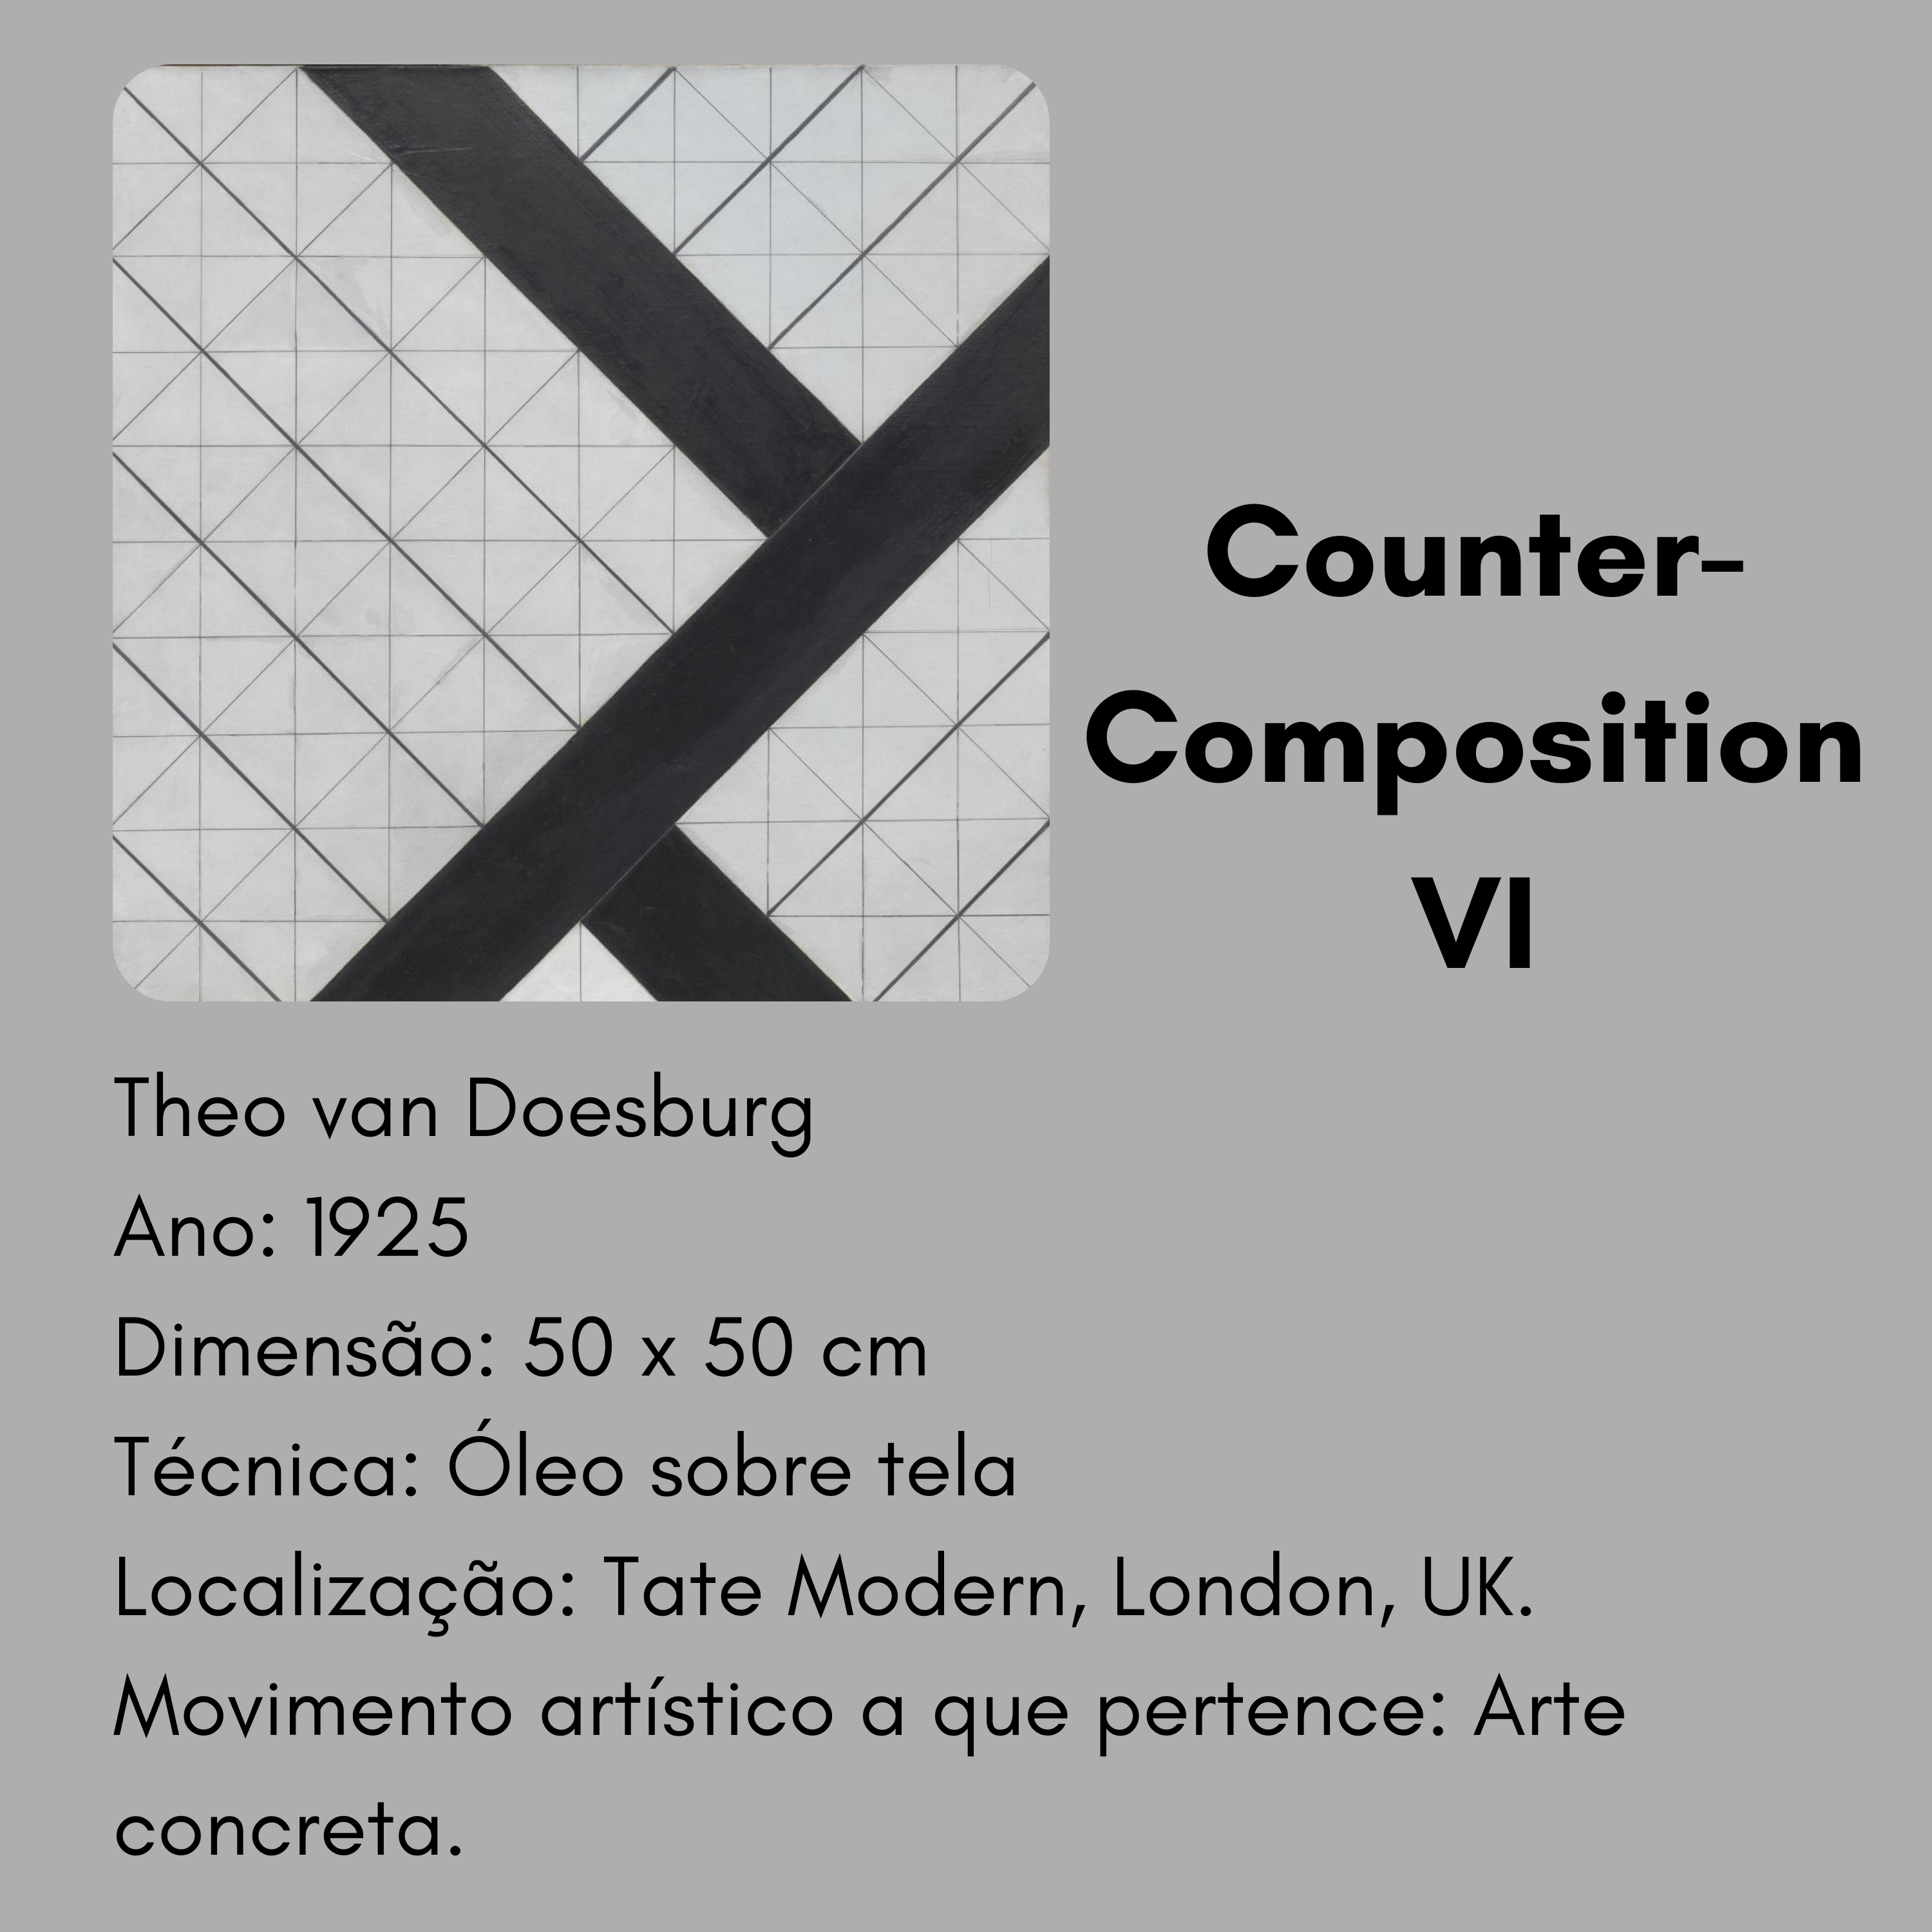 Counter-
Composition
VI
Theo van Doesburg
Ano: 1925
Dimensão: 50 x 50 cm
Técnica: Óleo sobre tela
Localização: Tate Modern, London, UK.
Movimento artístico a que pertence: Arte
concreta.